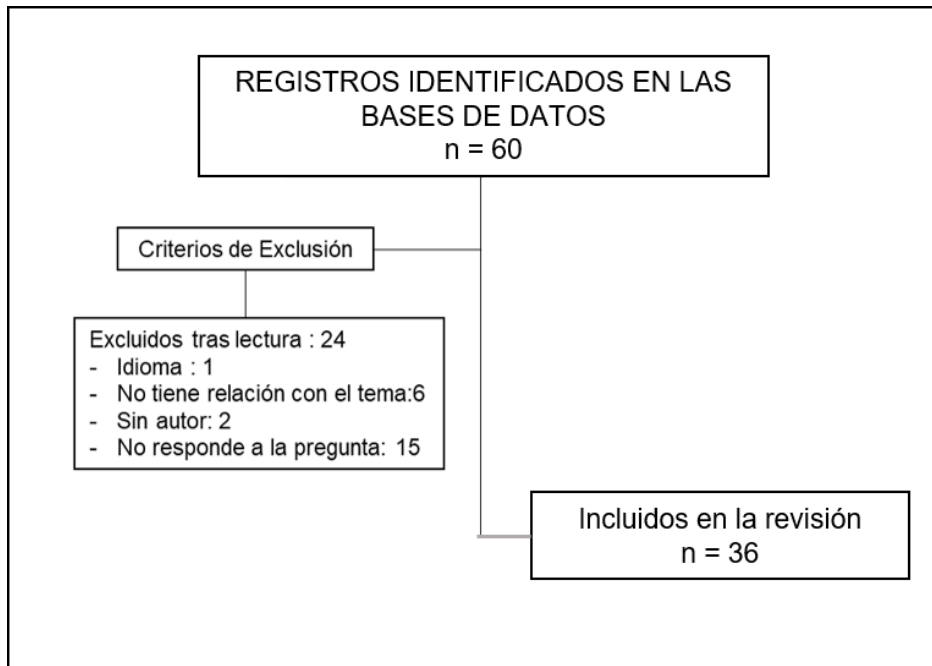 REGISTROS IDENTIFICADOS EN LAS
BASES DE DATOS
n = 60
Criterios de Exclusión
Excluidos tras lectura : 24
- Idioma : 1
- No tiene relación con el tema:6
- Sin autor: 2
- No responde a la pregunta: 15
Incluidos en la revisión
n = 36